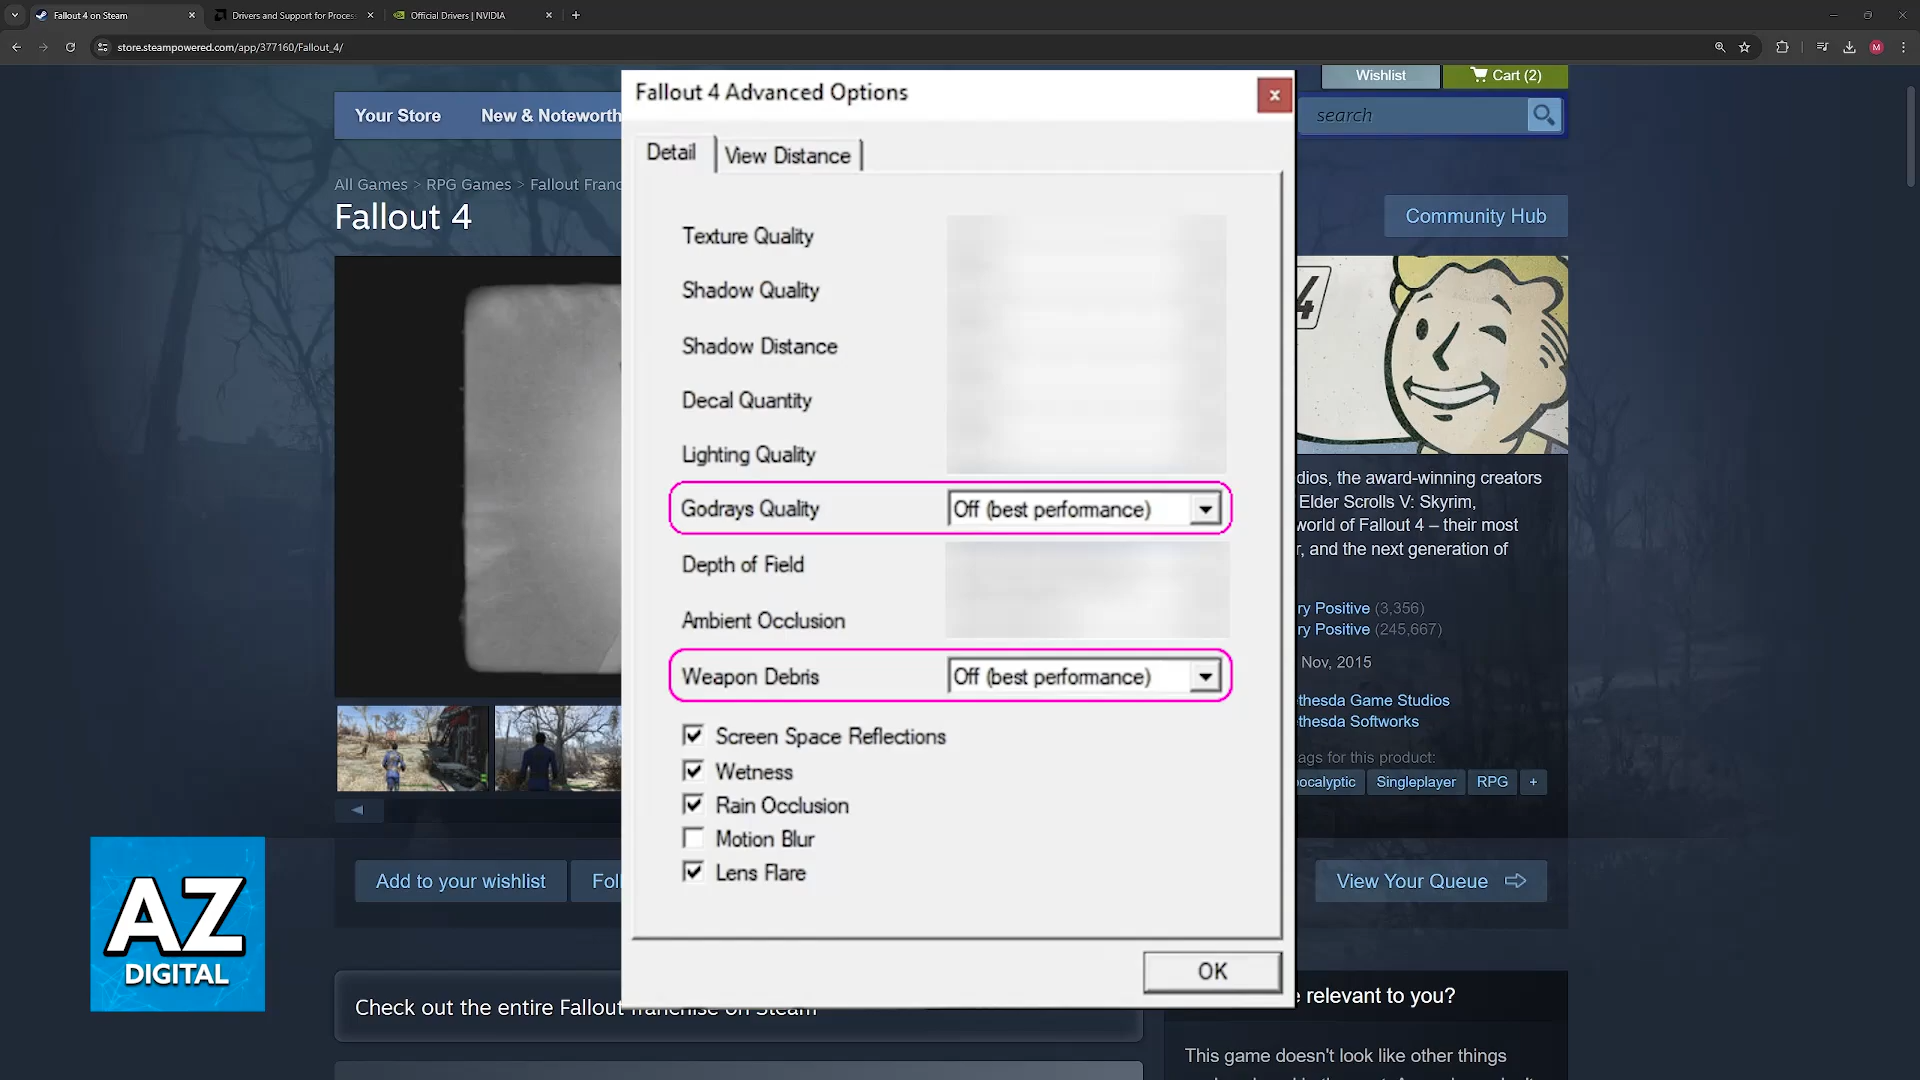 Fallout 4 on Steam
Drivers and Support for Process
Official Drivers | NVIDIA
store.steampowered.com/app/377160/Fallout_4/
M
Wishlist
Cart (2)
Your Store
New & Noteworth
search
Fallout 4 Advanced Options
x
Detail
View Distance
All Games > RPG Games > Fallout Franc
Fallout 4
Community Hub
4
Texture Quality
Shadow Quality
Shadow Distance
Decal Quantity
Lighting Quality
Godrays Quality
Off (best performance)
Depth of Field
Ambient Occlusion
Weapon Debris
Off (best performance)
Screen Space Reflections
Wetness
Rain Occlusion
Motion Blur
Lens Flare
OK
dios, the award-winning creators
Elder Scrolls V: Skyrim,
world of Fallout 4 – their most
r, and the next generation of
ry Positive (3,356)
ry Positive (245,667)
Nov, 2015
thesda Game Studios
thesda Softworks
ags for this product:
ocalyptic
Singleplayer
RPG
+
Add to your wishlist
Foll
View Your Queue
AZ
DIGITAL
Check out the entire Fallout franchise on Steam
e relevant to you?
This game doesn't look like other things